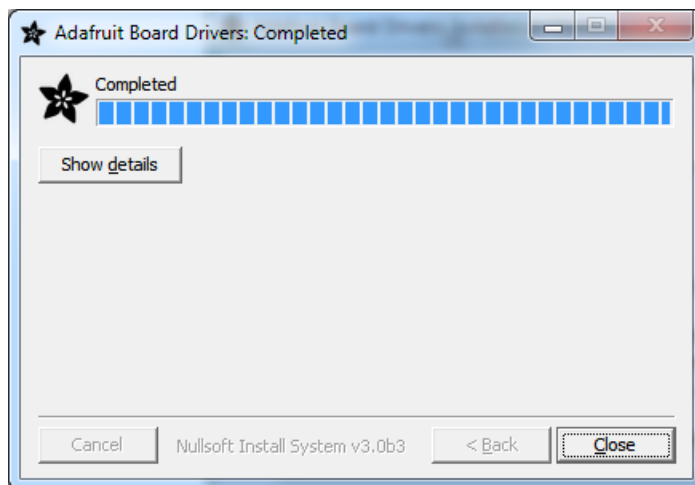 Adafruit Board Drivers: Completed
Completed
Show details
Cancel
Nullsoft Install System v3.0b3
< Back
Close